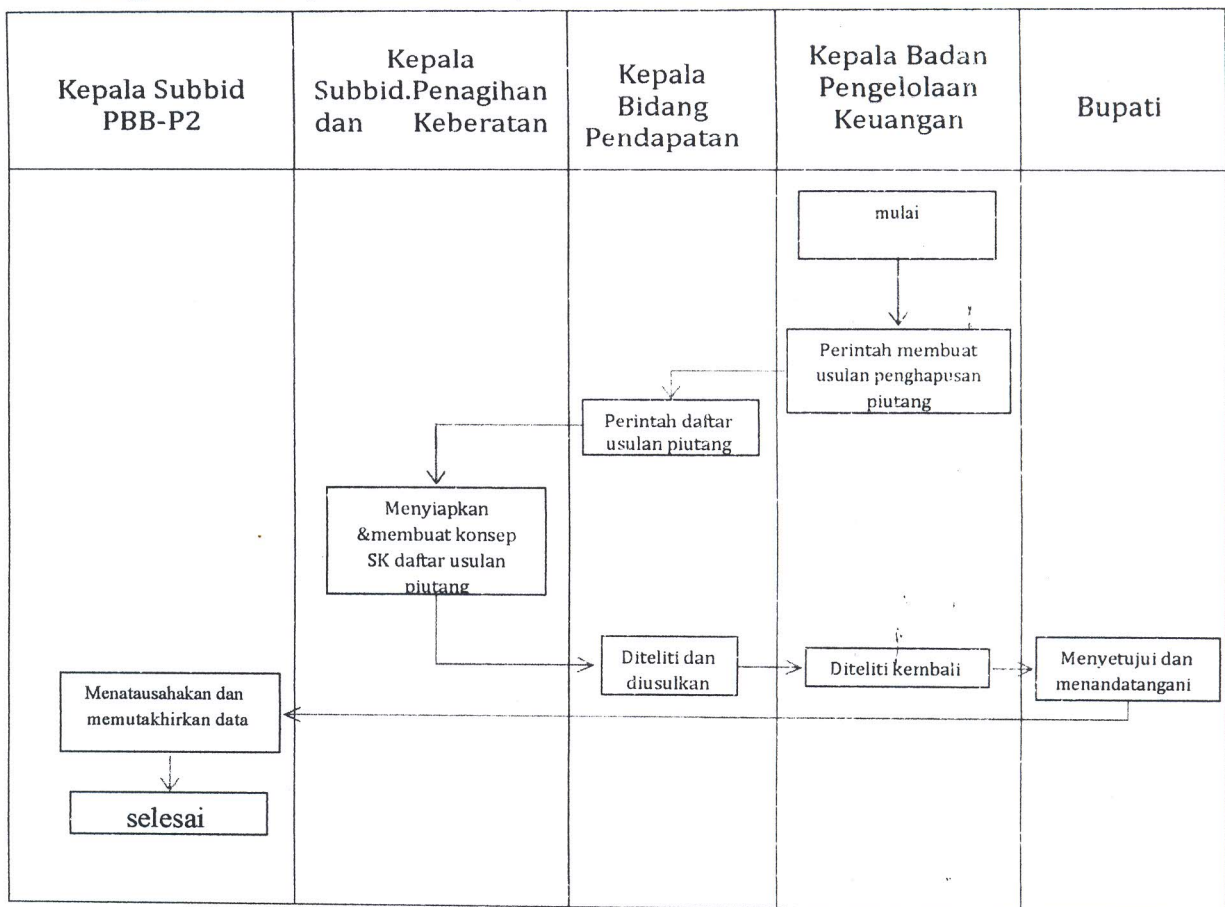 Kepala Subbid
PBB-P2
Kepala
Subbid.Penagihan
dan Keberatan
Kepala
Bidang
Pendapatan
Kepala Badan
Pengelolaan
Keuangan
Bupati
mulai
Perintah membuat
usulan penghapusan
piutang
Perintah daftar
usulan piutang
Menyiapkan
&membuat konsep
SK daftar usulan
piutang
Diteliti dan
diusulkan
Diteliti kembali
Menyetujui dan
menandatangani
Menatausahakan dan
memutakhirkan data
selesai